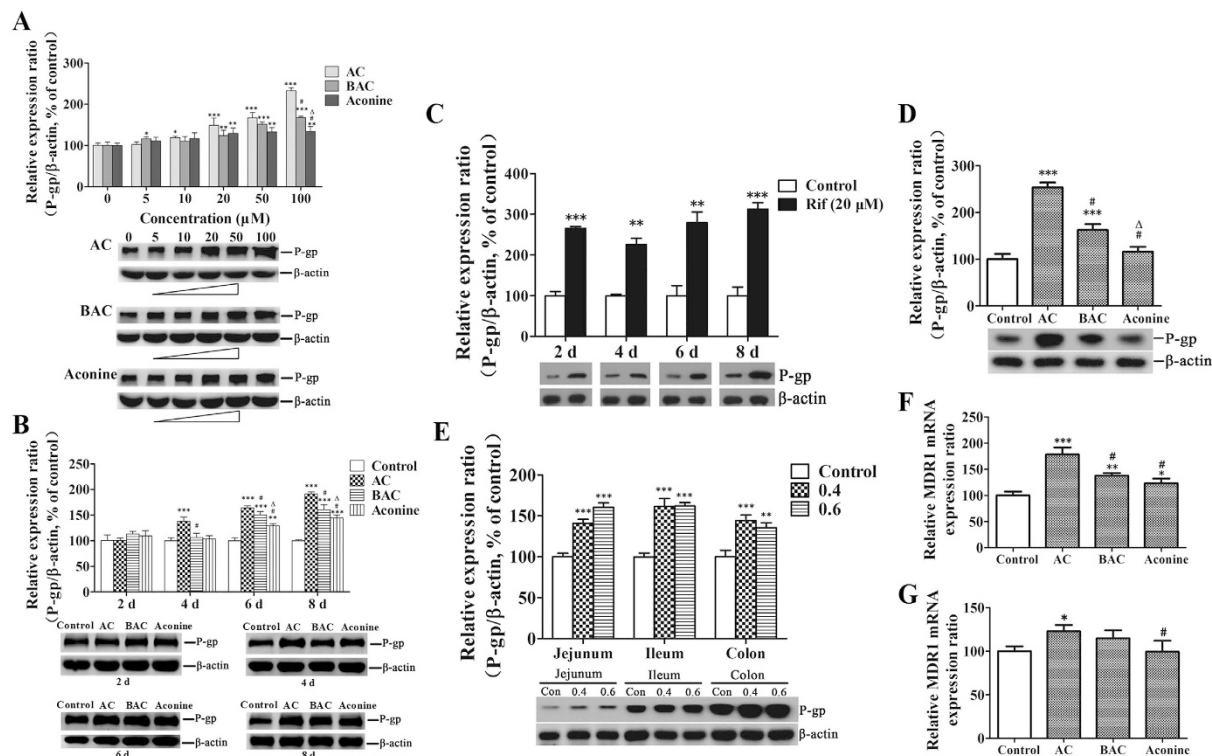 A
Relative expression ratio
(P-gp/β-actin, % of control)
250
200
150
100
50
0
AC
BAC
Aconine
*
*
***
**
**
***
***
**
***
#
***
Δ
#
**
0 5 10 20 50 100
Concentration (μM)
0 5 10 20 50 100
AC
P-gp
β-actin
BAC
P-gp
β-actin
Aconine
P-gp
β-actin
B
Relative expression ratio
(P-gp/β-actin, % of control)
250
200
150
100
50
0
Control
AC
BAC
Aconine
***
#
***
#
***
Δ
#
**
***
#
***
Δ
#
***
2 d 4 d 6 d 8 d
Control AC BAC Aconine
P-gp
β-actin
2 d
Control AC BAC Aconine
P-gp
β-actin
4 d
Control AC BAC Aconine
P-gp
β-actin
6 d
Control AC BAC Aconine
P-gp
β-actin
8 d
C
Relative expression ratio
(P-gp/β-actin, % of control)
400
300
200
100
0
Control
Rif (20 μM)
***
**
**
***
2 d 4 d 6 d 8 d
P-gp
β-actin
D
Relative expression ratio
(P-gp/β-actin, % of control)
300
250
200
150
100
50
0
***
#
***
Δ
#
Control AC BAC Aconine
P-gp
β-actin
E
Relative expression ratio
(P-gp/β-actin, % of control)
200
150
100
50
0
Control
0.4
0.6
***
***
***
***
***
**
Jejunum Ileum Colon
Jejunum Ileum Colon
Con 0.4 0.6 Con 0.4 0.6 Con 0.4 0.6
P-gp
β-actin
F
Relative MDR1 mRNA
expression ratio
250
200
150
100
50
0
***
#
**
#
*
Control AC BAC Aconine
G
Relative MDR1 mRNA
expression ratio
200
150
100
50
0
*
#
Control AC BAC Aconine